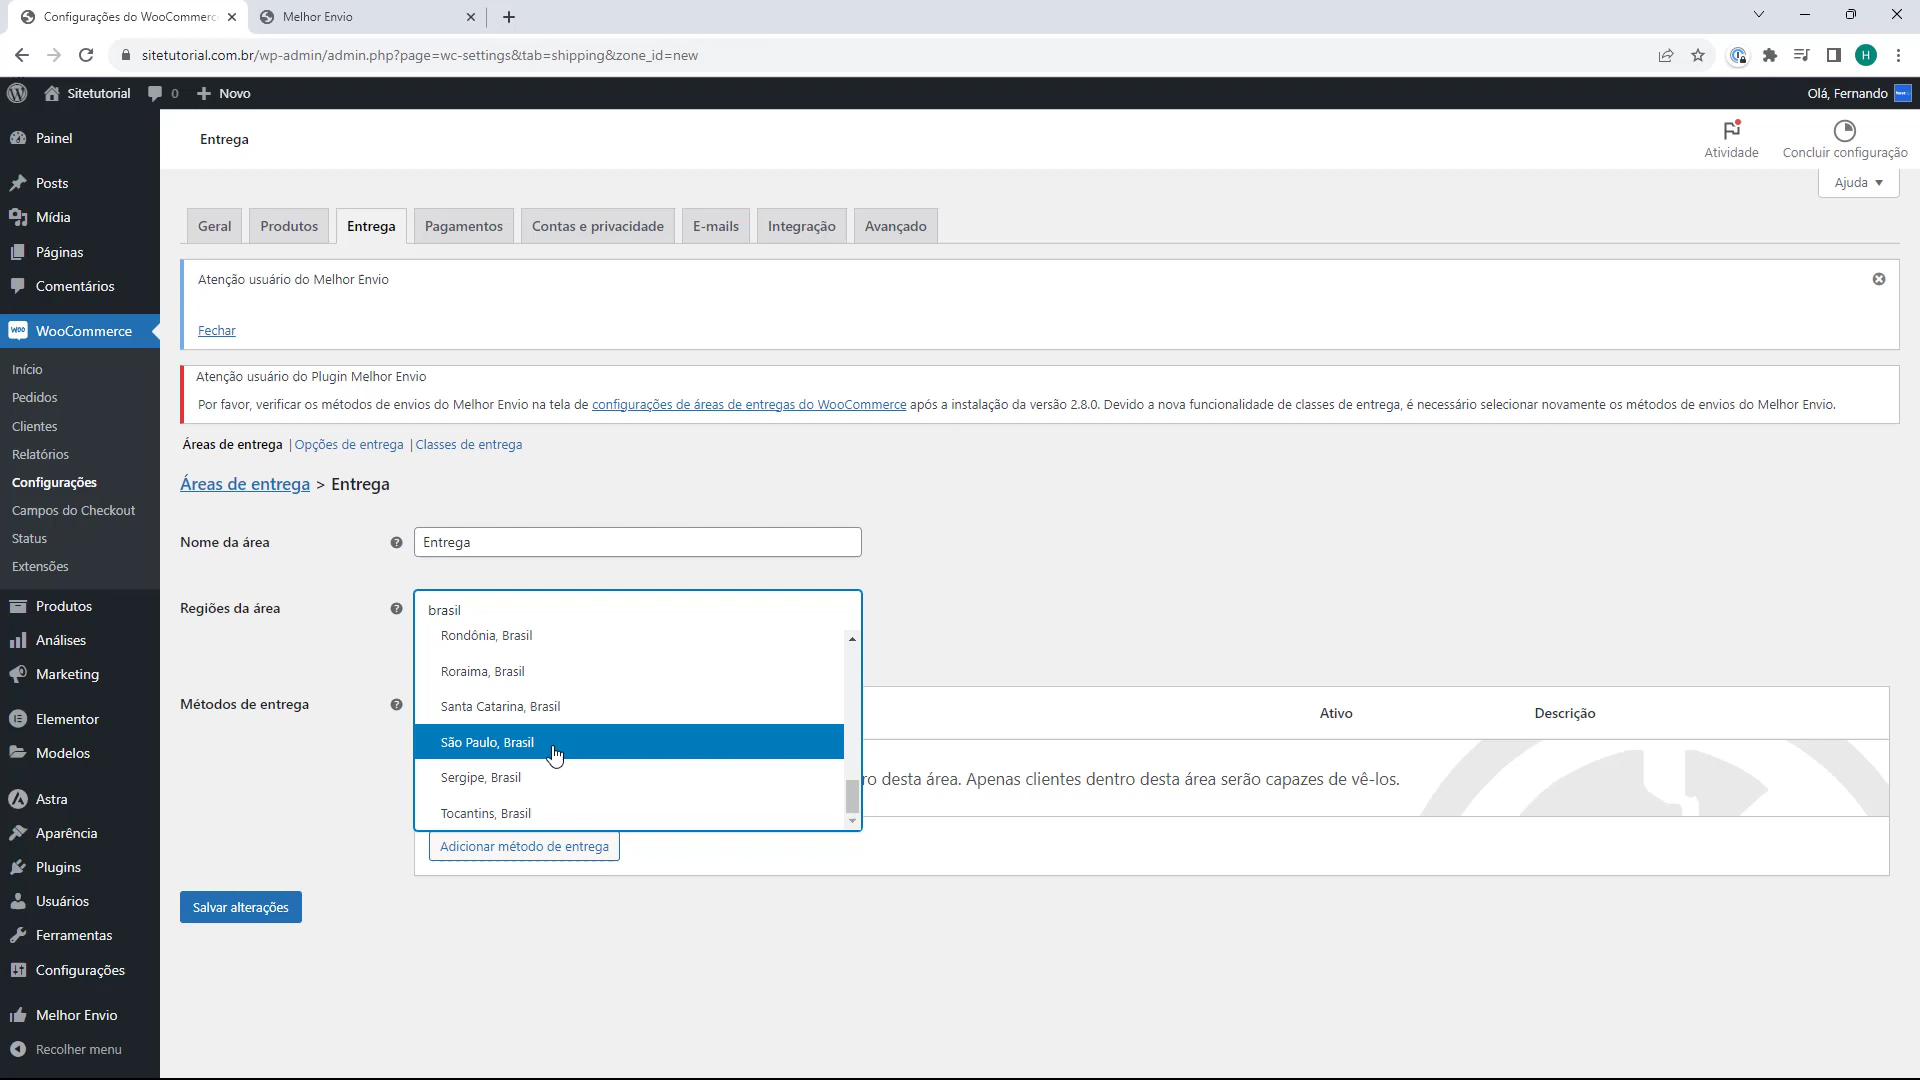 Configurações do WooCommerc
Melhor Envio
sitetutorial.com.br/wp-admin/admin.php?page=wc-settings&tab=shipping&zone_id=new
H
Sitetutorial
0
Novo
Olá, Fernando
Painel
Posts
Mídia
Páginas
Comentários
WooCommerce
Início
Pedidos
Clientes
Relatórios
Configurações
Campos do Checkout
Status
Extensões
Produtos
Análises
Marketing
Elementor
Modelos
Astra
Aparência
Plugins
Usuários
Ferramentas
Configurações
Melhor Envio
Recolher menu
Entrega
Atividade
Concluir configuração
Ajuda
Geral
Produtos
Entrega
Pagamentos
Contas e privacidade
E-mails
Integração
Avançado
Atenção usuário do Melhor Envio
Fechar
Atenção usuário do Plugin Melhor Envio
Por favor, verificar os métodos de envios do Melhor Envio na tela de configurações de áreas de entregas do WooCommerce após a instalação da versão 2.8.0. Devido a nova funcionalidade de classes de entrega, é necessário selecionar novamente os métodos de envios do Melhor Envio.
Áreas de entrega | Opções de entrega | Classes de entrega
Áreas de entrega > Entrega
Nome da área
Entrega
Regiões da área
brasil
Rondônia, Brasil
Roraima, Brasil
Santa Catarina, Brasil
São Paulo, Brasil
Sergipe, Brasil
Tocantins, Brasil
Métodos de entrega
Ativo
Descrição
ro desta área. Apenas clientes dentro desta área serão capazes de vê-los.
Adicionar método de entrega
Salvar alterações